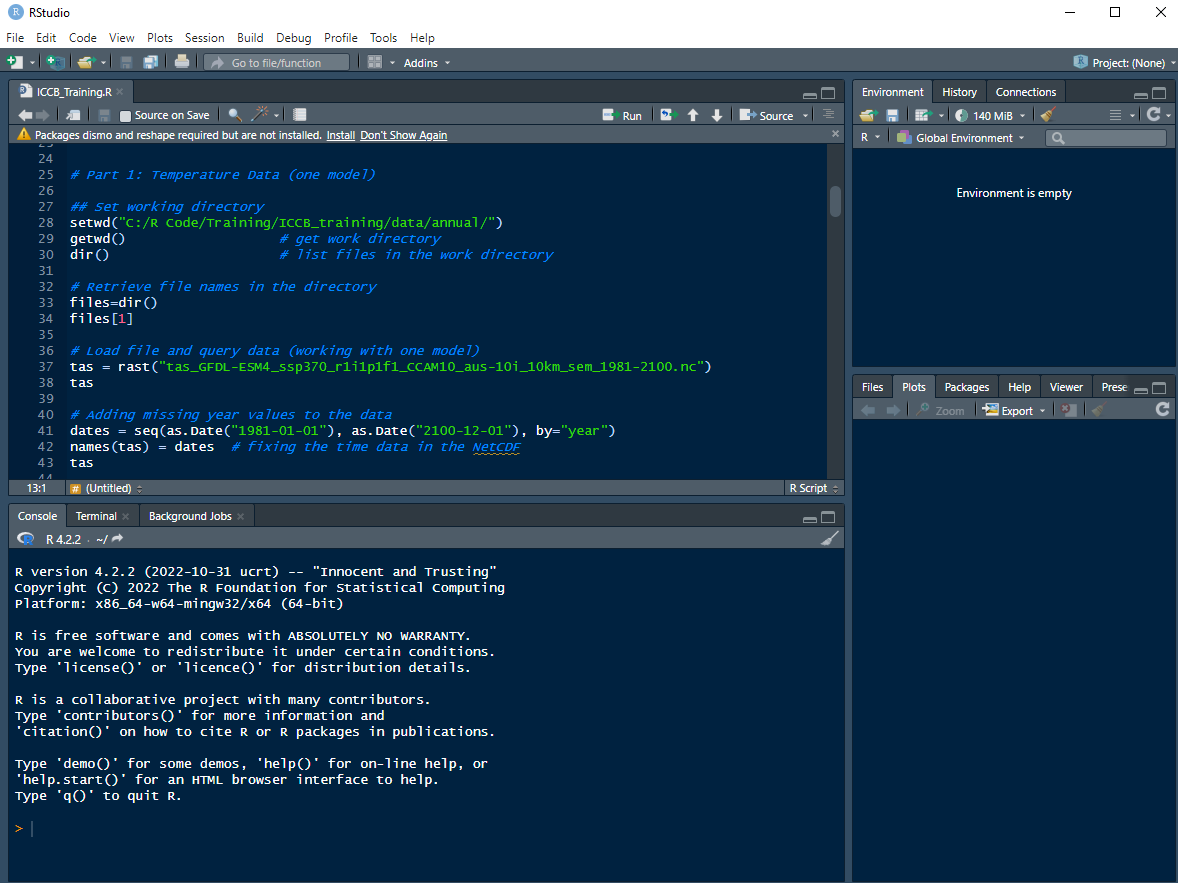 RStudio
File Edit Code View Plots Session Build Debug Profile Tools Help
Go to file/function
Addins
Project: (None)
ICCB_Training.R
Source on Save
Run
Source
Packages dismo and reshape required but are not installed. Install Don't Show Again
24
25 # Part 1: Temperature Data (one model)
26
27 ## Set working directory
28 setwd("C:/R Code/Training/ICCB_training/data/annual/")
29 getwd() # get work directory
30 dir() # list files in the work directory
31
32 # Retrieve file names in the directory
33 files=dir()
34 files[1]
35
36 # Load file and query data (working with one model)
37 tas = rast("tas_GFDL-ESM4_ssp370_r1i1p1f1_CCAM10_aus-10i_10km_sem_1981-2100.nc")
38 tas
39
40 # Adding missing year values to the data
41 dates = seq(as.Date("1981-01-01"), as.Date("2100-12-01"), by="year")
42 names(tas) = dates # fixing the time data in the NetCDF
43 tas
13:1 # (Untitled) R Script
Console Terminal Background Jobs
R 4.2.2 · ~/
R version 4.2.2 (2022-10-31 ucrt) -- "Innocent and Trusting"
Copyright (C) 2022 The R Foundation for Statistical Computing
Platform: x86_64-w64-mingw32/x64 (64-bit)
R is free software and comes with ABSOLUTELY NO WARRANTY.
You are welcome to redistribute it under certain conditions.
Type 'license()' or 'licence()' for distribution details.
R is a collaborative project with many contributors.
Type 'contributors()' for more information and
'citation()' on how to cite R or R packages in publications.
Type 'demo()' for some demos, 'help()' for on-line help, or
'help.start()' for an HTML browser interface to help.
Type 'q()' to quit R.
>
Environment History Connections
140 MiB
R Global Environment
Environment is empty
Files Plots Packages Help Viewer Prese
Zoom Export